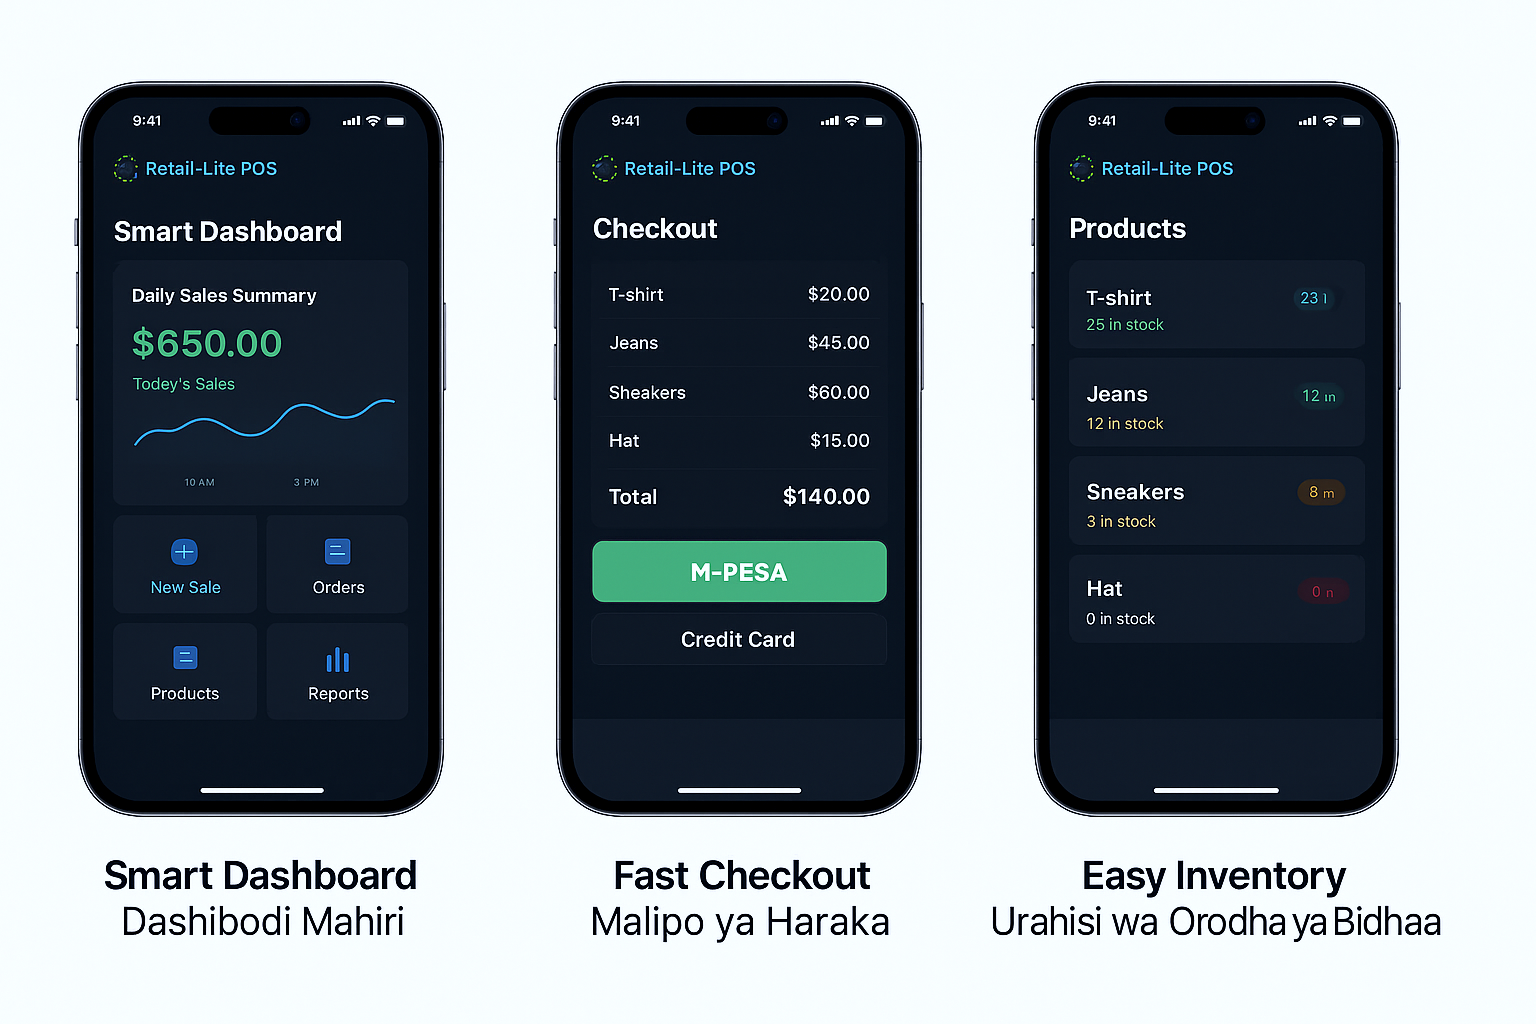 9:41
Retail-Lite POS
Smart Dashboard
Daily Sales Summary
$650.00
Today's Sales
10 AM 3 PM
New Sale Orders
Products Reports
Smart Dashboard
Dashibodi Mahiri
9:41
Retail-Lite POS
Checkout
T-shirt $20.00
Jeans $45.00
Sheakers $60.00
Hat $15.00
Total $140.00
M-PESA
Credit Card
Fast Checkout
Malipo ya Haraka
9:41
Retail-Lite POS
Products
T-shirt 23
25 in stock
Jeans 12 in
12 in stock
Sneakers 8 m
3 in stock
Hat 0 n
0 in stock
Easy Inventory
Urahisi wa Orodha ya Bidhaa